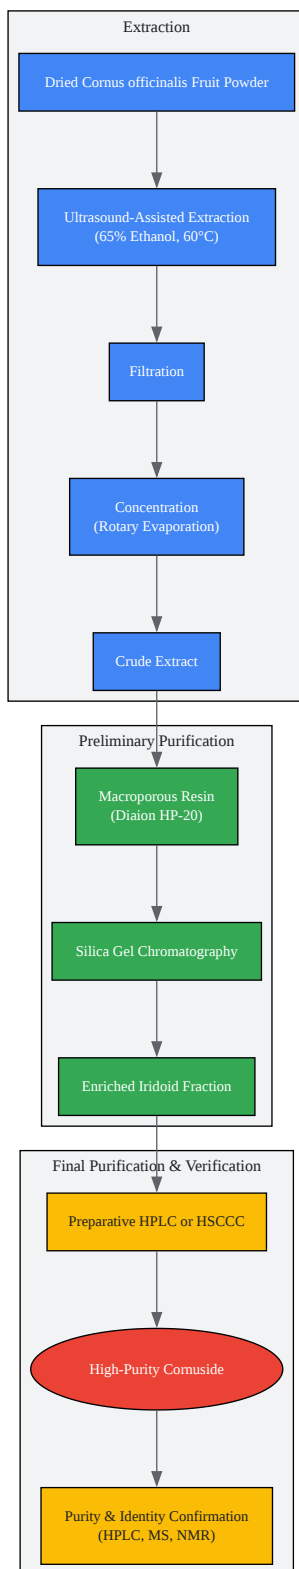 Extraction
Dried Cornus officinalis Fruit Powder
Ultrasound-Assisted Extraction
(65% Ethanol, 60°C)
Filtration
Concentration
(Rotary Evaporation)
Crude Extract
Preliminary Purification
Macroporous Resin
(Diaion HP-20)
Silica Gel Chromatography
Enriched Iridoid Fraction
Final Purification & Verification
Preparative HPLC or HSCCC
High-Purity Cornuside
Purity & Identity Confirmation
(HPLC, MS, NMR)